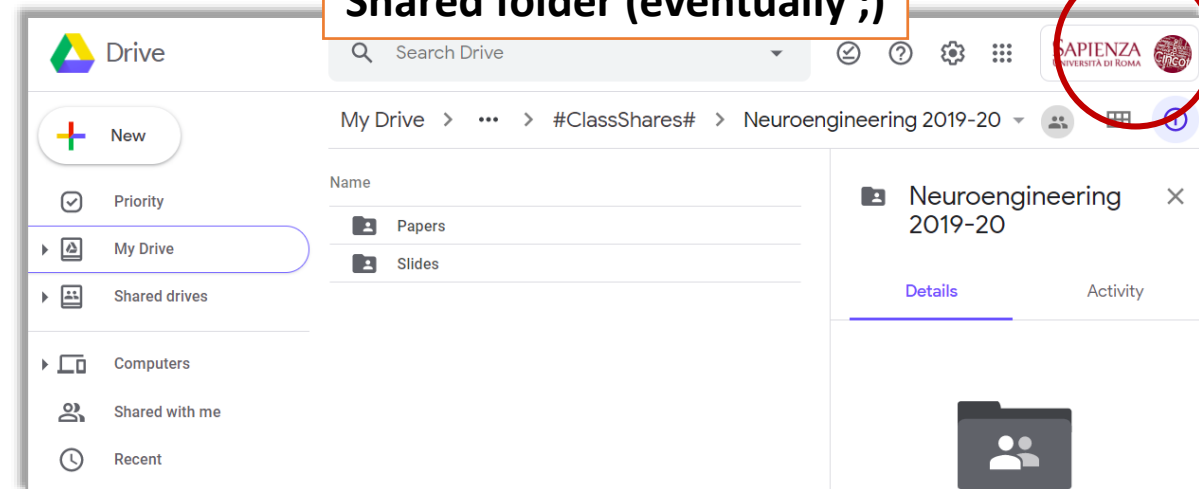 Shared folder (eventually ;)
Drive
Search Drive
SAPIENZA
UNIVERSITÀ DI ROMA
My Drive > ••• > #ClassShares# > Neuroengineering 2019-20
New
Name
Neuroengineering
2019-20
Priority
Papers
My Drive
Slides
Shared drives
Details Activity
Computers
Shared with me
Recent